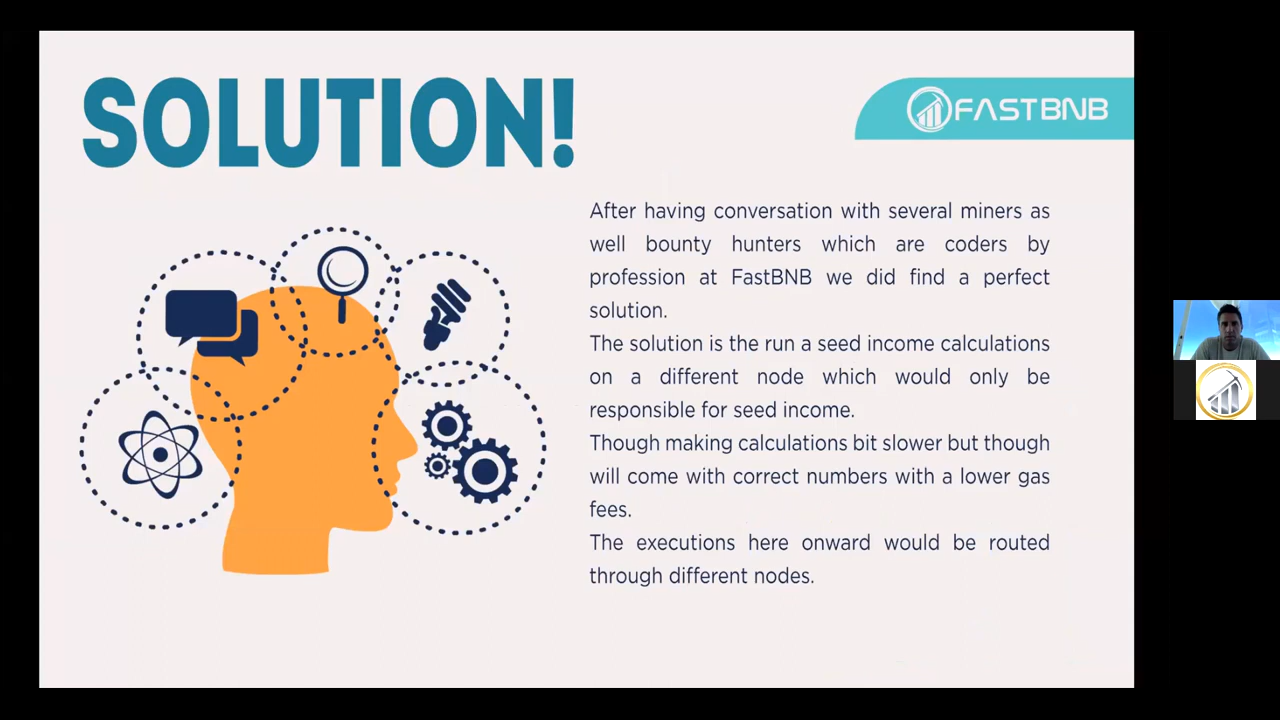 SOLUTION!
FASTBNB
After having conversation with several miners as
well bounty hunters which are coders by
profession at FastBNB we did find a perfect
solution.
The solution is the run a seed income calculations
on a different node which would only be
responsible for seed income.
Though making calculations bit slower but though
will come with correct numbers with a lower gas
fees.
The executions here onward would be routed
through different nodes.